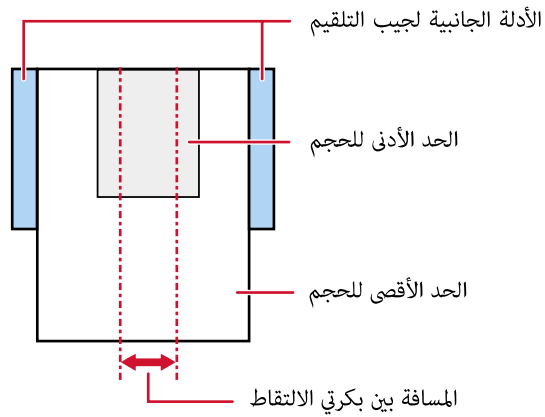 الأدلة الجانبية لجيب التلقيم
الحد الأدنى للحجم
الحد الأقصى للحجم
المسافة بين بكرتي الالتقاط